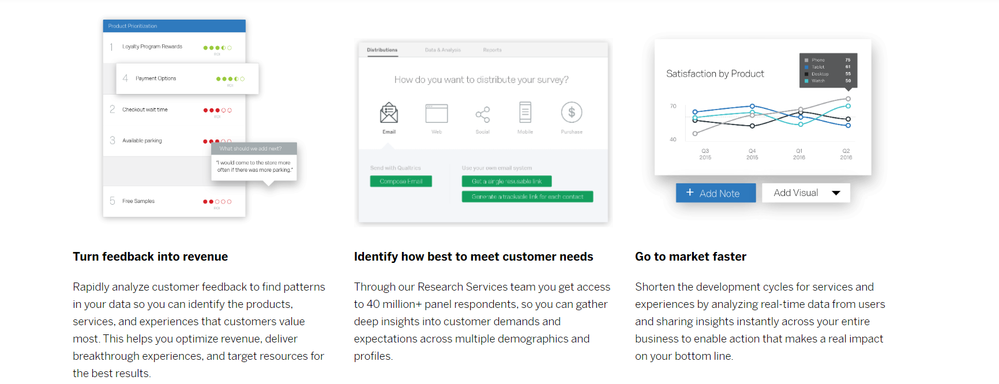 Product Prioritization
1 Loyalty Program Rewards
ROI
4 Payment Options
ROI
2 Checkout wait time
ROI
3 Available parking
What should we add next?
"I would come to the store more
often if there was more parking."
5 Free Samples
ROI
Distributions Data & Analysis Reports
How do you want to distribute your survey?
Email Web Social Mobile Purchase
Send with Qualtrics
Compose Email
Use your own email system
Get a single resusable link
Generate a trackable link for each contact
Satisfaction by Product
Phone 75
Tablet 61
Desktop 55
Watch 50
70
40
Q3 Q4 Q1 Q2
2015 2015 2016 2016
+ Add Note
Add Visual
Turn feedback into revenue
Rapidly analyze customer feedback to find patterns
in your data so you can identify the products,
services, and experiences that customers value
most. This helps you optimize revenue, deliver
breakthrough experiences, and target resources for
the best results.
Identify how best to meet customer needs
Through our Research Services team you get access
to 40 million+ panel respondents, so you can gather
deep insights into customer demands and
expectations across multiple demographics and
profiles.
Go to market faster
Shorten the development cycles for services and
experiences by analyzing real-time data from users
and sharing insights instantly across your entire
business to enable action that makes a real impact
on your bottom line.